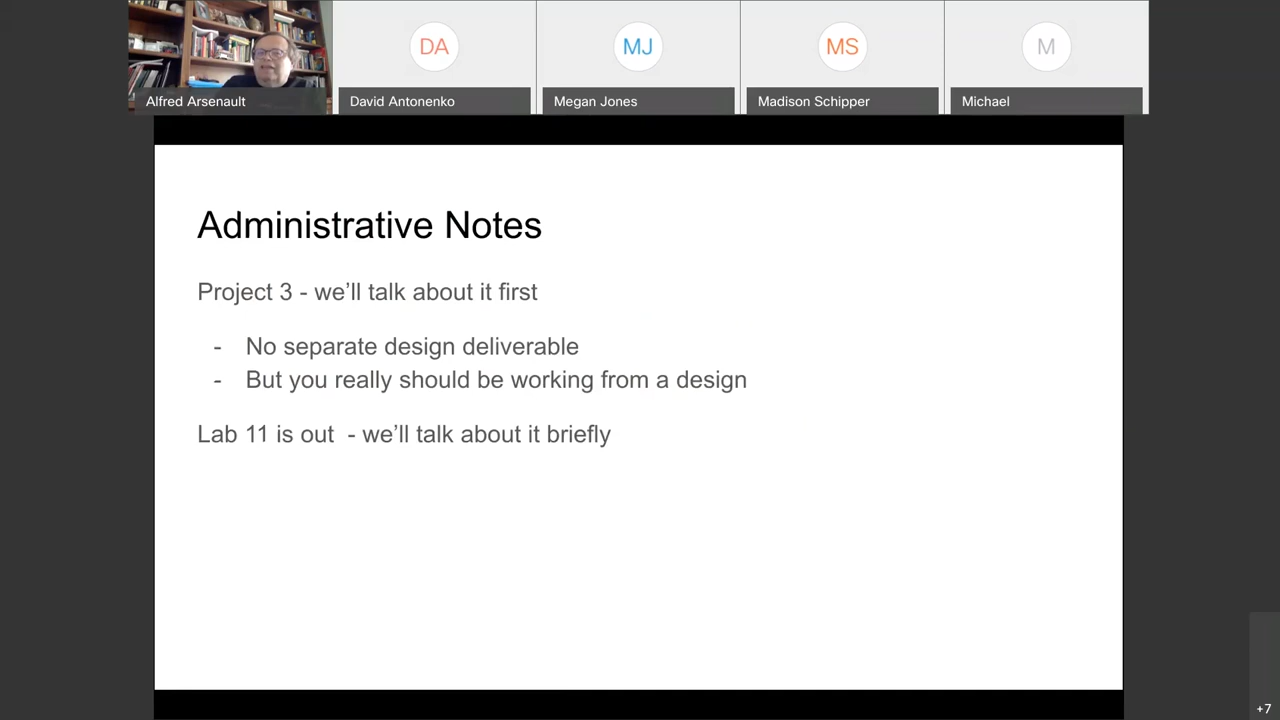 DA
MJ
MS
M
Alfred Arsenault
David Antonenko
Megan Jones
Madison Schipper
Michael
Administrative Notes
Project 3 - we’ll talk about it first
- No separate design deliverable
- But you really should be working from a design
Lab 11 is out  - we’ll talk about it briefly
+7